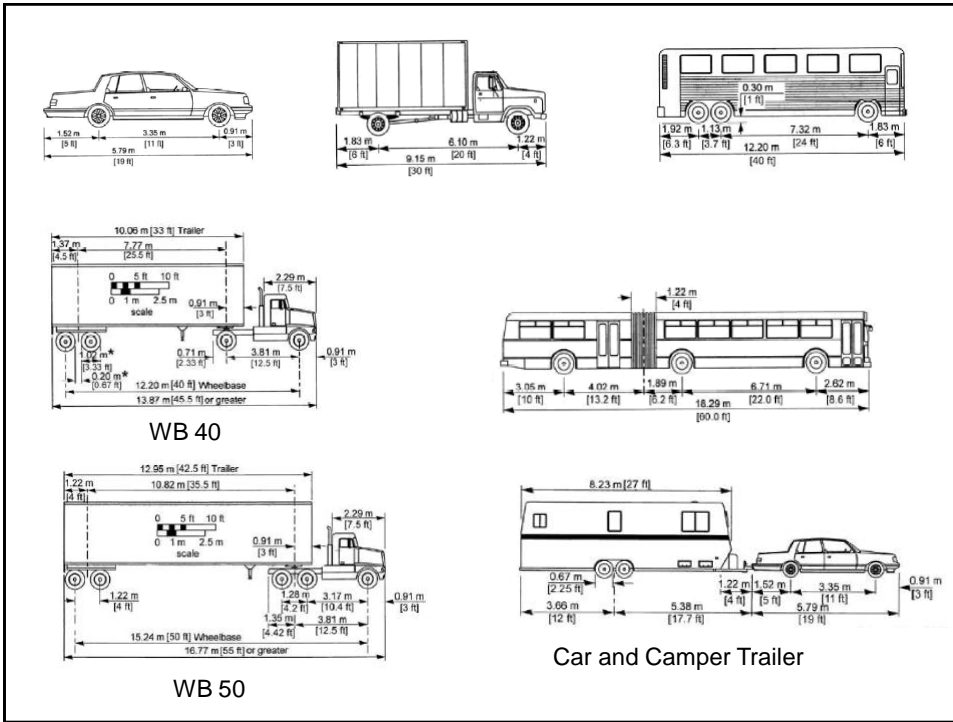 1.52 m
[5 ft]
3.35 m
[11 ft]
0.91 m
[3 ft]
5.79 m
[19 ft]
1.83 m
[6 ft]
6.10 m
[20 ft]
1.22 m
[4 ft]
9.15 m
[30 ft]
0.30 m
[1 ft]
1.92 m
[6.3 ft]
1.13 m
[3.7 ft]
7.32 m
[24 ft]
1.83 m
[6 ft]
12.20 m
[40 ft]
10.06 m [33 ft] Trailer
1.37 m
[4.5 ft]
7.77 m
[25.5 ft]
0 5 ft 10 ft
0 1 m 2.5 m
scale
2.29 m
[7.5 ft]
0.91 m
[3 ft]
1.02 m*
[3.33 ft]
0.20 m*
[0.67 ft]
0.71 m
[2.33 ft]
3.81 m
[12.5 ft]
0.91 m
[3 ft]
12.20 m [40 ft] Wheelbase
13.87 m [45.5 ft] or greater
WB 40
1.22 m
[4 ft]
3.05 m
[10 ft]
4.02 m
[13.2 ft]
1.89 m
[6.2 ft]
6.71 m
[22.0 ft]
2.62 m
[8.6 ft]
18.29 m
[60.0 ft]
12.95 m [42.5 ft] Trailer
1.22 m
[4 ft]
10.82 m [35.5 ft]
0 5 ft 10 ft
0 1 m 2.5 m
scale
2.29 m
[7.5 ft]
0.91 m
[3 ft]
1.22 m
[4 ft]
1.28 m
[4.2 ft]
3.17 m
[10.4 ft]
0.91 m
[3 ft]
1.35 m
[4.42 ft]
3.81 m
[12.5 ft]
15.24 m [50 ft] Wheelbase
16.77 m [55 ft] or greater
WB 50
8.23 m [27 ft]
0.67 m
[2.25 ft]
1.22 m
[4 ft]
1.52 m
[5 ft]
3.35 m
[11 ft]
0.91 m
[3 ft]
3.66 m
[12 ft]
5.38 m
[17.7 ft]
5.79 m
[19 ft]
Car and Camper Trailer